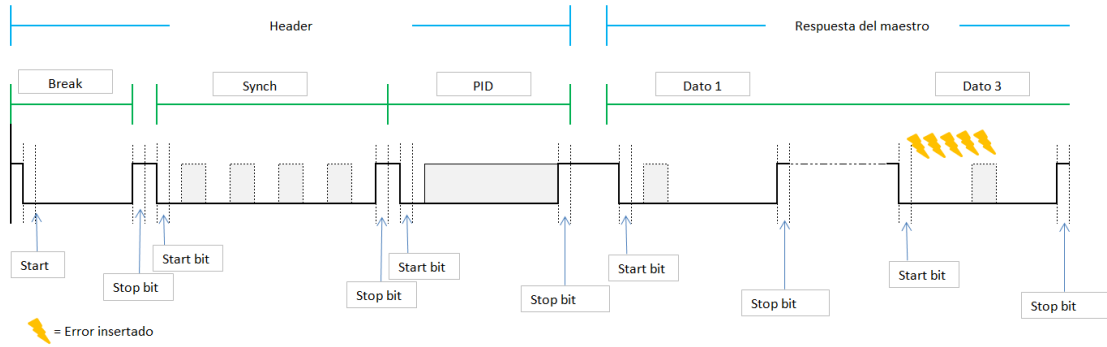 Header
Respuesta del maestro
Break
Synch
PID
Dato 1
Dato 3
Start
Stop bit
Start bit
Stop bit
Start bit
Stop bit
Start bit
Stop bit
Start bit
Stop bit
= Error insertado